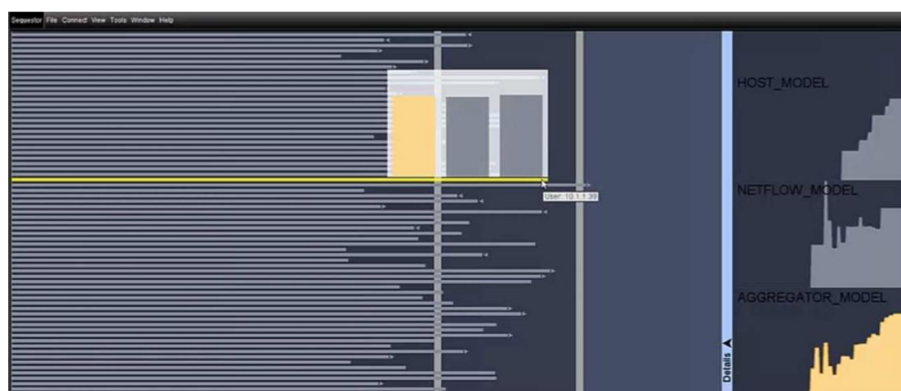 Sequestor File Connect View Tools Window Help
HOST_MODEL
User: 10.1.1.39
NETFLOW_MODEL
AGGREGATOR_MODEL
Details